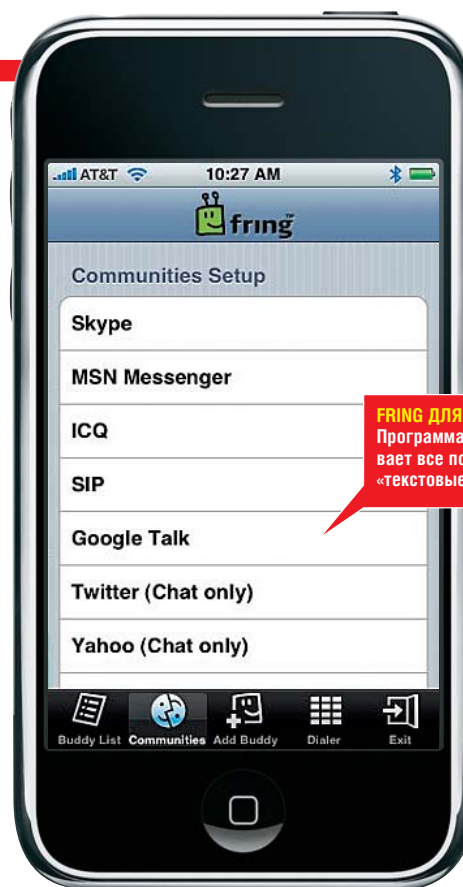 AT&T 10:27 AM
fring™
Communities Setup
Skype
MSN Messenger
ICQ
SIP
Google Talk
Twitter (Chat only)
Yahoo (Chat only)
FRING ДЛЯ
Программа
вает все по
«текстовые
Buddy List Communities Add Buddy Dialer Exit